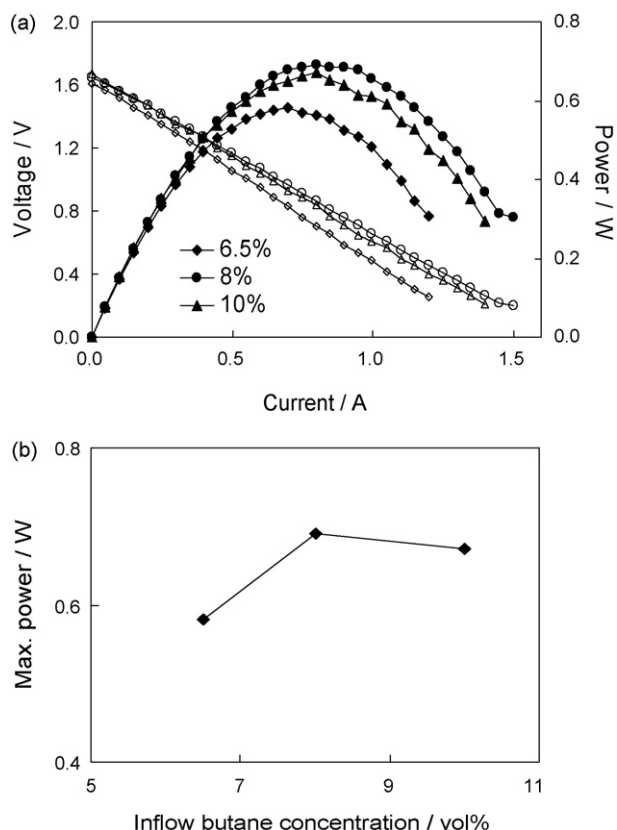 (a)
2.0
1.6
1.2
0.8
0.4
0.0
Voltage / V
0.8
0.6
0.4
0.2
0.0
Power / W
6.5%
8%
10%
0.0 0.5 1.0 1.5
Current / A
(b)
0.8
0.6
0.4
Max. power / W
5 7 9 11
Inflow butane concentration / vol%